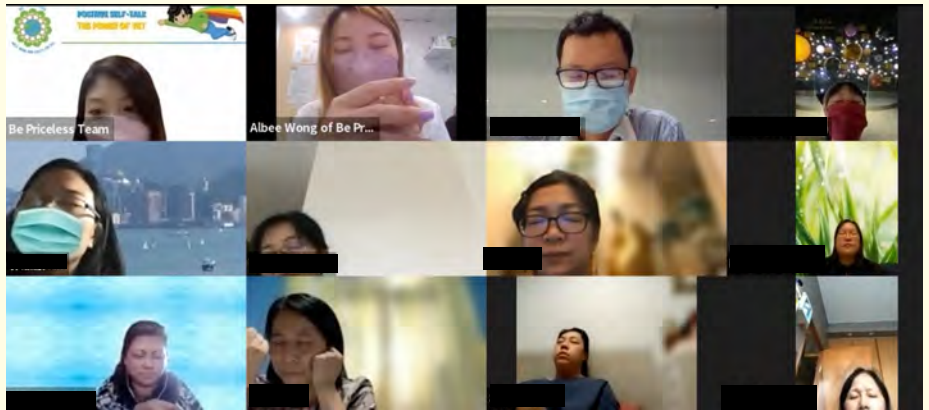 POSITIVE SELF-TALK
THE POWER OF YET
Be Priceless Team
Albee Wong of Be Pr...